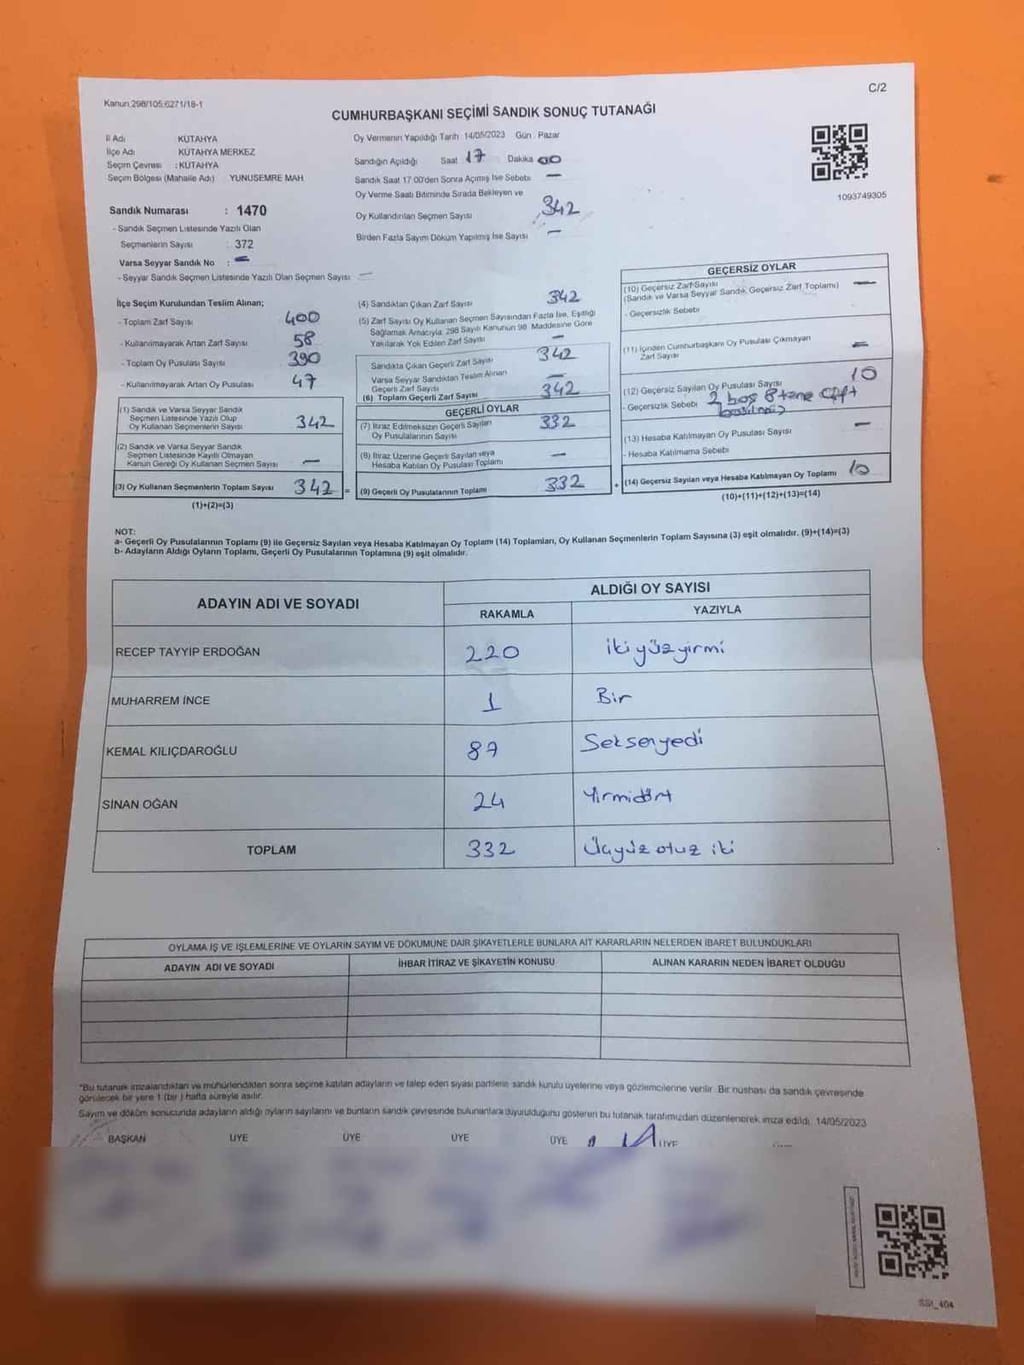 Kanun 298/105 6271/18-1
C/2
CUMHURBAŞKANI SEÇİMİ SANDIK SONUÇ TUTANAĞI
İl Adı KÜTAHYA
İlçe Adı KÜTAHYA MERKEZ
Seçim Çevresi : KÜTAHYA
Seçim Bölgesi (Mahalle Adı) YUNUSEMRE MAH.
Sandık Numarası : 1470
- Sandık Seçmen Listesinde Yazılı Olan
Seçmenlerin Sayısı : 372
Varsa Seyyar Sandık No : -
- Seyyar Sandık Seçmen Listesinde Yazılı Olan Seçmen Sayısı : -
Oy Vermenin Yapıldığı Tarih 14/05/2023 Gün : Pazar
Sandığın Açıldığı Saat 17 Dakika 00
Sandık Saat 17.00'den Sonra Açılmış İse Sebebi -
Oy Verme Saati Bitiminde Sırada Bekleyen ve
Oy Kullandırılan Seçmen Sayısı 342
Birden Fazla Sayım Döküm Yapılmış İse Sayısı -
1093749305
İlçe Seçim Kurulundan Teslim Alınan;
- Toplam Zarf Sayısı 400
- Kullanılmayarak Artan Zarf Sayısı 58
- Toplam Oy Pusulası Sayısı 390
- Kullanılmayarak Artan Oy Pusulası 47
(1) Sandık ve Varsa Seyyar Sandık
Seçmen Listesinde Yazılı Olup
Oy Kullanan Seçmenlerin Sayısı 342
(2) Sandık ve Varsa Seyyar Sandık
Seçmen Listesinde Kayıtlı Olmayan
Kanun Gereği Oy Kullanan Seçmen Sayısı -
(3) Oy Kullanan Seçmenlerin Toplam Sayısı 342 =
(1)+(2)=(3)
(4) Sandıktan Çıkan Zarf Sayısı 342
(5) Zarf Sayısı Oy Kullanan Seçmen Sayısından Fazla İse, Eşitliği
Sağlamak Amacıyla, 298 Sayılı Kanunun 98. Maddesine Göre
Yakılarak Yok Edilen Zarf Sayısı -
Sandıkta Çıkan Geçerli Zarf Sayısı 342
Varsa Seyyar Sandıktan Teslim Alınan
Geçerli Zarf Sayısı -
(6) Toplam Geçerli Zarf Sayısı 342
GEÇERLİ OYLAR
(7) İtiraz Edilmeksizin Geçerli Sayılan
Oy Pusulalarının Sayısı 332
(8) İtiraz Üzerine Geçerli Sayılan veya
Hesaba Katılan Oy Pusulası Toplamı -
(9) Geçerli Oy Pusulalarının Toplamı 332 +
GEÇERSİZ OYLAR
(10) Geçersiz Zarf Sayısı
(Sandık ve Varsa Seyyar Sandık, Geçersiz Zarf Toplamı) -
- Geçersizlik Sebebi
(11) İçinden Cumhurbaşkanı Oy Pusulası Çıkmayan
Zarf Sayısı -
(12) Geçersiz Sayılan Oy Pusulası Sayısı 10
- Geçersizlik Sebebi 2 boş 8 tane çift
(13) Hesaba Katılmayan Oy Pusulası Sayısı -
- Hesaba Katılmama Sebebi
(14) Geçersiz Sayılan veya Hesaba Katılmayan Oy Toplamı 10
(10)+(11)+(12)+(13)=(14)
NOT:
a- Geçerli Oy Pusulalarının Toplamı (9) ile Geçersiz Sayılan veya Hesaba Katılmayan Oy Toplamı (14) Toplamları, Oy Kullanan Seçmenlerin Toplam Sayısına (3) eşit olmalıdır. (9)+(14)=(3)
b- Adayların Aldığı Oyların Toplamı, Geçerli Oy Pusulalarının Toplamına (9) eşit olmalıdır.
ADAYIN ADI VE SOYADI ALDIĞI OY SAYISI
RAKAMLA YAZIYLA
RECEP TAYYİP ERDOĞAN 220 ikiyüzyirmi
MUHARREM İNCE 1 Bir
KEMAL KILIÇDAROĞLU 87 Seksenyedi
SİNAN OĞAN 24 Yirmidört
TOPLAM 332 Üçyüz otuz iki
OYLAMA İŞ VE İŞLEMLERİNE VE OYLARIN SAYIM VE DÖKÜMÜNE DAİR ŞİKAYETLERLE BUNLARA AİT KARARLARIN NELERDEN İBARET BULUNDUKLARI
ADAYIN ADI VE SOYADI İHBAR İTİRAZ VE ŞİKAYETİN KONUSU ALINAN KARARIN NEDEN İBARET OLDUĞU
*Bu tutanak imzalandıktan ve mühürlendikten sonra seçime katılan adayların ve talep eden siyasi partilerin sandık kurulu üyelerine veya gözlemcilerine verilir. Bir nüshası da sandık çevresinde
görülecek bir yere 1 (bir) hafta süreyle asılır.
Sayım ve döküm sonucunda adayların aldığı oyların sayılarını ve bunların sandık çevresinde bulunanlara duyurulduğunu gösteren bu tutanak tarafımızdan düzenlenerek imza edildi. 14/05/2023
BAŞKAN ÜYE ÜYE ÜYE ÜYE ÜYE
SSI_404